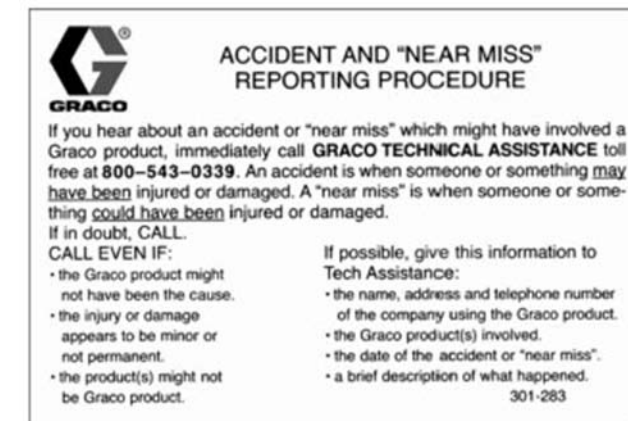 ®
GRACO
ACCIDENT AND “NEAR MISS”
REPORTING PROCEDURE
If you hear about an accident or “near miss” which might have involved a
Graco product, immediately call GRACO TECHNICAL ASSISTANCE toll
free at 800–543–0339. An accident is when someone or something may
have been injured or damaged. A “near miss” is when someone or some-
thing could have been injured or damaged.
If in doubt, CALL.
CALL EVEN IF:
• the Graco product might
not have been the cause.
• the injury or damage
appears to be minor or
not permanent.
• the product(s) might not
be Graco product.
If possible, give this information to
Tech Assistance:
• the name, address and telephone number
of the company using the Graco product.
• the Graco product(s) involved.
• the date of the accident or “near miss”.
• a brief description of what happened.
301-283